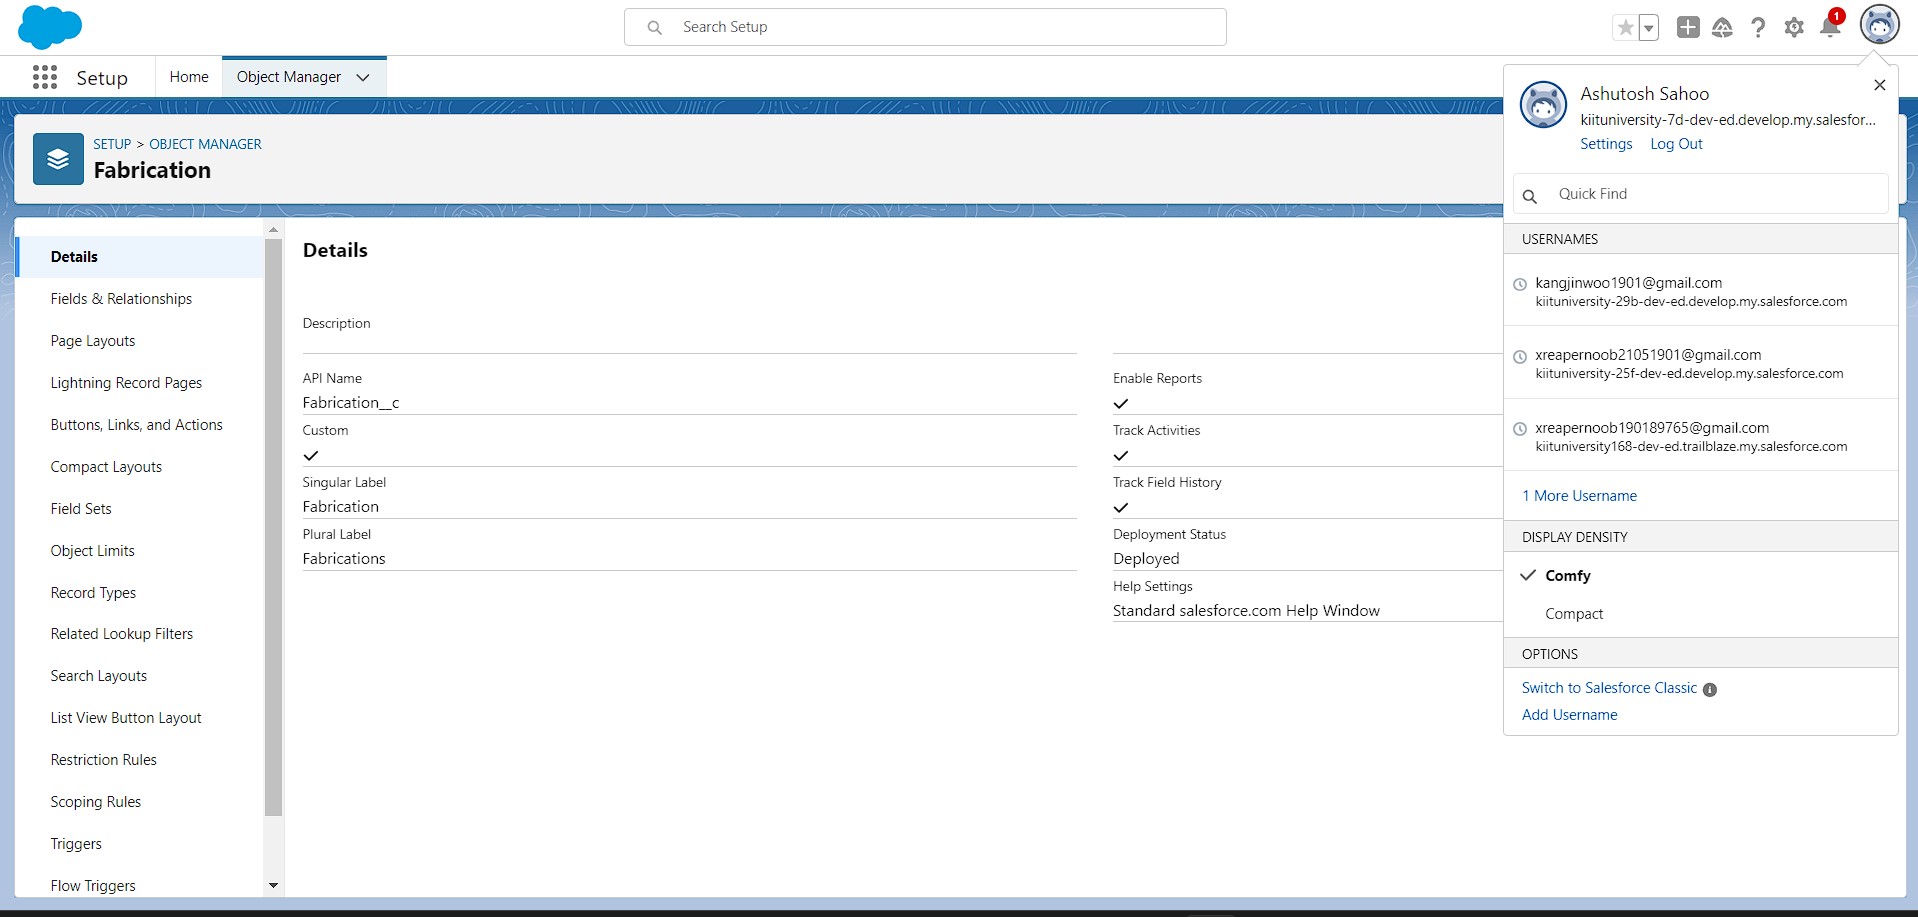 Search Setup
1
Setup
Home
Object Manager
SETUP > OBJECT MANAGER
Fabrication
Details
Fields & Relationships
Page Layouts
Lightning Record Pages
Buttons, Links, and Actions
Compact Layouts
Field Sets
Object Limits
Record Types
Related Lookup Filters
Search Layouts
List View Button Layout
Restriction Rules
Scoping Rules
Triggers
Flow Triggers
Details
Description
API Name
Fabrication__c
Custom
Singular Label
Fabrication
Plural Label
Fabrications
Enable Reports
Track Activities
Track Field History
Deployment Status
Deployed
Help Settings
Standard salesforce.com Help Window
Ashutosh Sahoo
kiituniversity-7d-dev-ed.develop.my.salesfor...
Settings Log Out
Quick Find
USERNAMES
kangjinwoo1901@gmail.com
kiituniversity-29b-dev-ed.develop.my.salesforce.com
xreapernoob21051901@gmail.com
kiituniversity-25f-dev-ed.develop.my.salesforce.com
xreapernoob190189765@gmail.com
kiituniversity168-dev-ed.trailblaze.my.salesforce.com
1 More Username
DISPLAY DENSITY
Comfy
Compact
OPTIONS
Switch to Salesforce Classic
Add Username